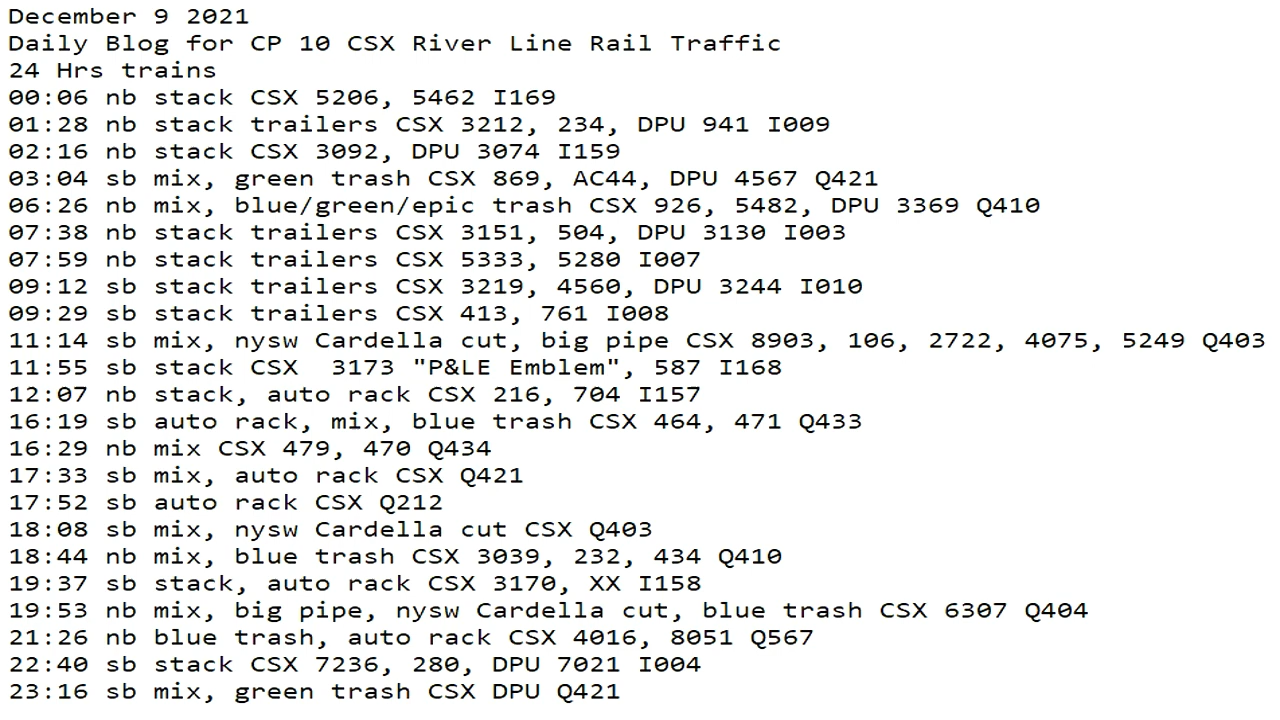 December 9 2021
Daily Blog for CP 10 CSX River Line Rail Traffic
24 Hrs trains
00:06 nb stack CSX 5206, 5462 I169
01:28 nb stack trailers CSX 3212, 234, DPU 941 I009
02:16 nb stack CSX 3092, DPU 3074 I159
03:04 sb mix, green trash CSX 869, AC44, DPU 4567 Q421
06:26 nb mix, blue/green/epic trash CSX 926, 5482, DPU 3369 Q410
07:38 nb stack trailers CSX 3151, 504, DPU 3130 I003
07:59 nb stack trailers CSX 5333, 5280 I007
09:12 sb stack trailers CSX 3219, 4560, DPU 3244 I010
09:29 sb stack trailers CSX 413, 761 I008
11:14 sb mix, nysw Cardella cut, big pipe CSX 8903, 106, 2722, 4075, 5249 Q403
11:55 sb stack CSX  3173 "P&LE Emblem", 587 I168
12:07 nb stack, auto rack CSX 216, 704 I157
16:19 sb auto rack, mix, blue trash CSX 464, 471 Q433
16:29 nb mix CSX 479, 470 Q434
17:33 sb mix, auto rack CSX Q421
17:52 sb auto rack CSX Q212
18:08 sb mix, nysw Cardella cut CSX Q403
18:44 nb mix, blue trash CSX 3039, 232, 434 Q410
19:37 sb stack, auto rack CSX 3170, XX I158
19:53 nb mix, big pipe, nysw Cardella cut, blue trash CSX 6307 Q404
21:26 nb blue trash, auto rack CSX 4016, 8051 Q567
22:40 sb stack CSX 7236, 280, DPU 7021 I004
23:16 sb mix, green trash CSX DPU Q421